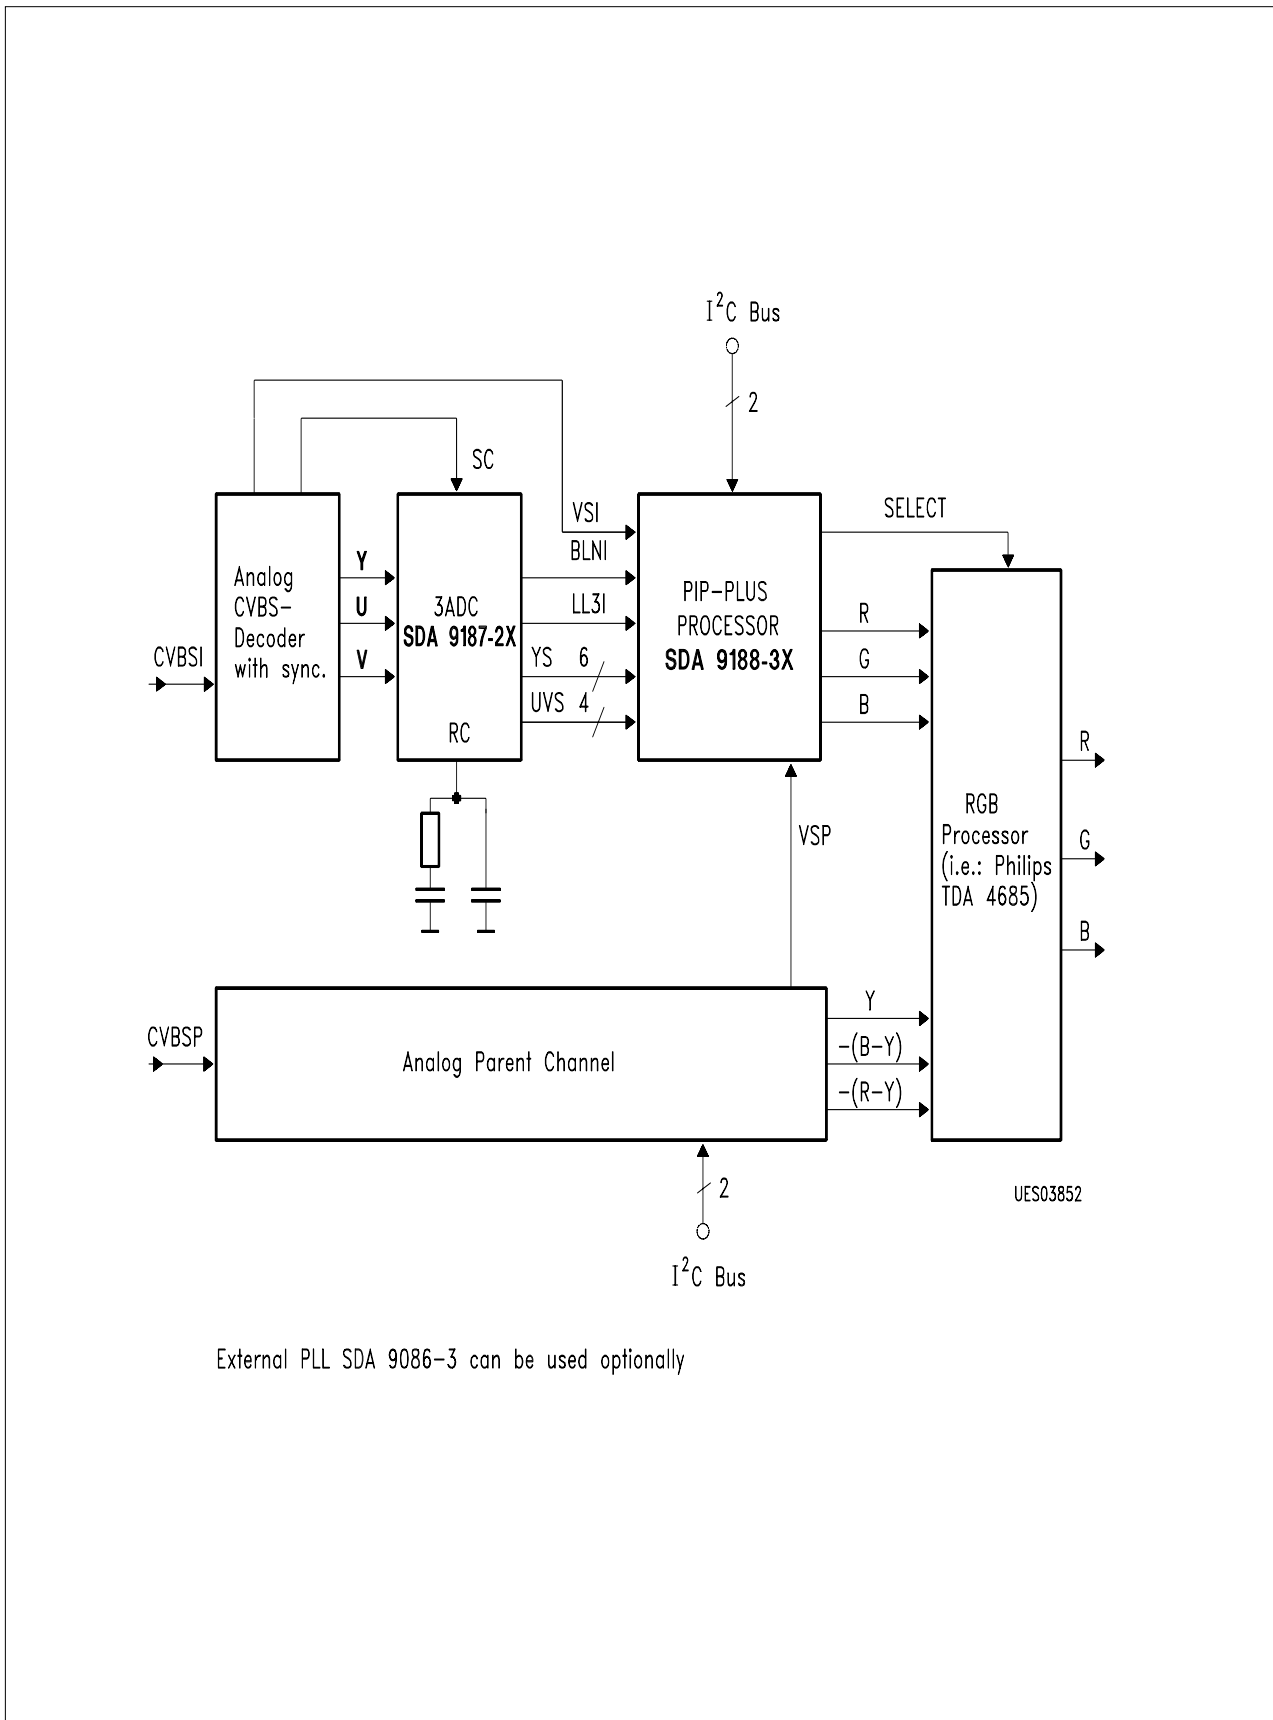 I²C Bus
2
SC
SELECT
VSI
BLNI
Y
Analog
CVBS-
Decoder
with sync.
U
V
3ADC
SDA 9187-2X
RC
LL3I
YS 6
UVS 4
PIP-PLUS
PROCESSOR
SDA 9188-3X
R
G
B
CVBSI
VSP
RGB
Processor
(i.e.: Philips
TDA 4685)
R
G
B
CVBSP
Analog Parent Channel
Y
-(B-Y)
-(R-Y)
2
I²C Bus
UES03852
External PLL SDA 9086-3 can be used optionally